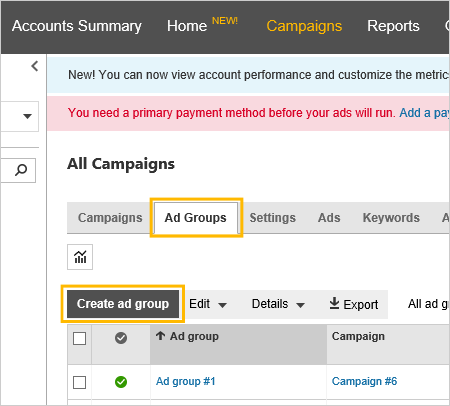 Accounts Summary Home NEW! Campaigns Reports
New! You can now view account performance and customize the metrics
You need a primary payment method before your ads will run. Add a pay
All Campaigns
Campaigns Ad Groups Settings Ads Keywords A
Create ad group Edit Details Export All ad g
Ad group Campaign
Ad group #1 Campaign #6